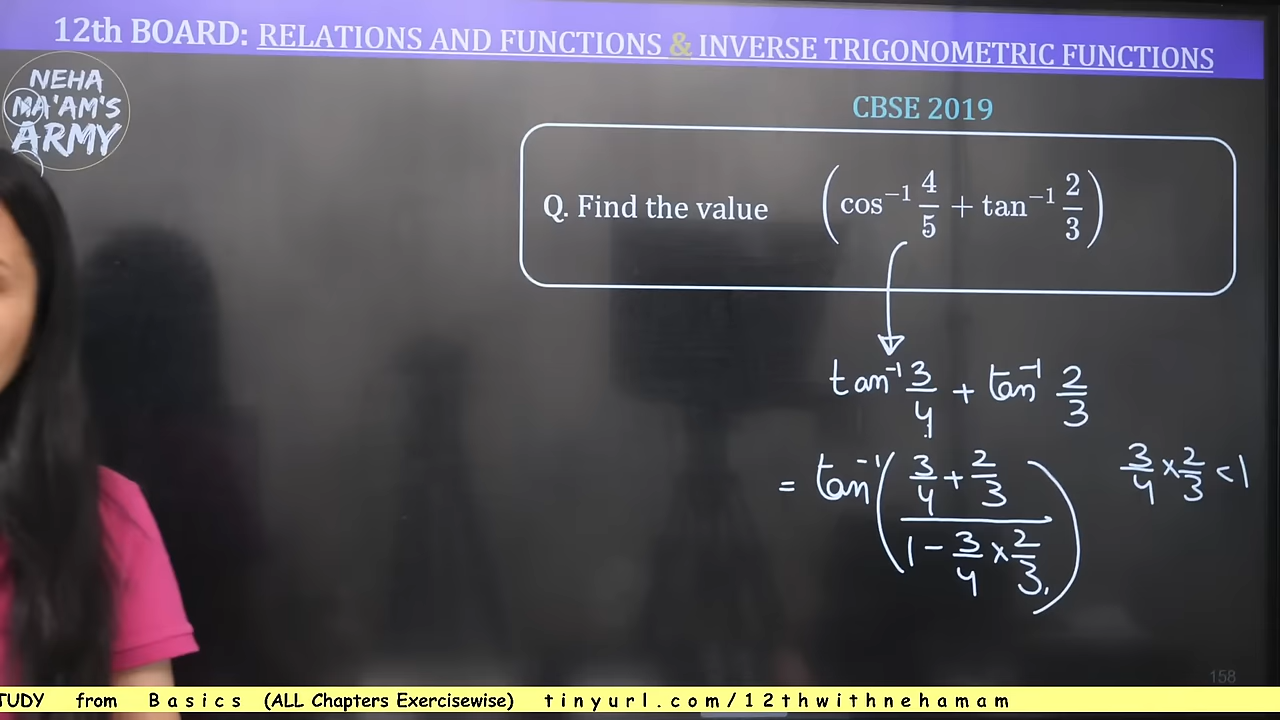 12th BOARD: RELATIONS AND FUNCTIONS & INVERSE TRIGONOMETRIC FUNCTIONS
NEHA
MA'AM'S
ARMY
CBSE 2019
Q. Find the value (cos⁻¹ 4/5 + tan⁻¹ 2/3)
tan⁻¹ 3/4 + tan⁻¹ 2/3
= tan⁻¹((3/4 + 2/3)/(1 - 3/4 × 2/3)) 3/4 × 2/3 < 1
158
TUDY from Basics (ALL Chapters Exercisewise) tinyurl.com/12thwithnehamam